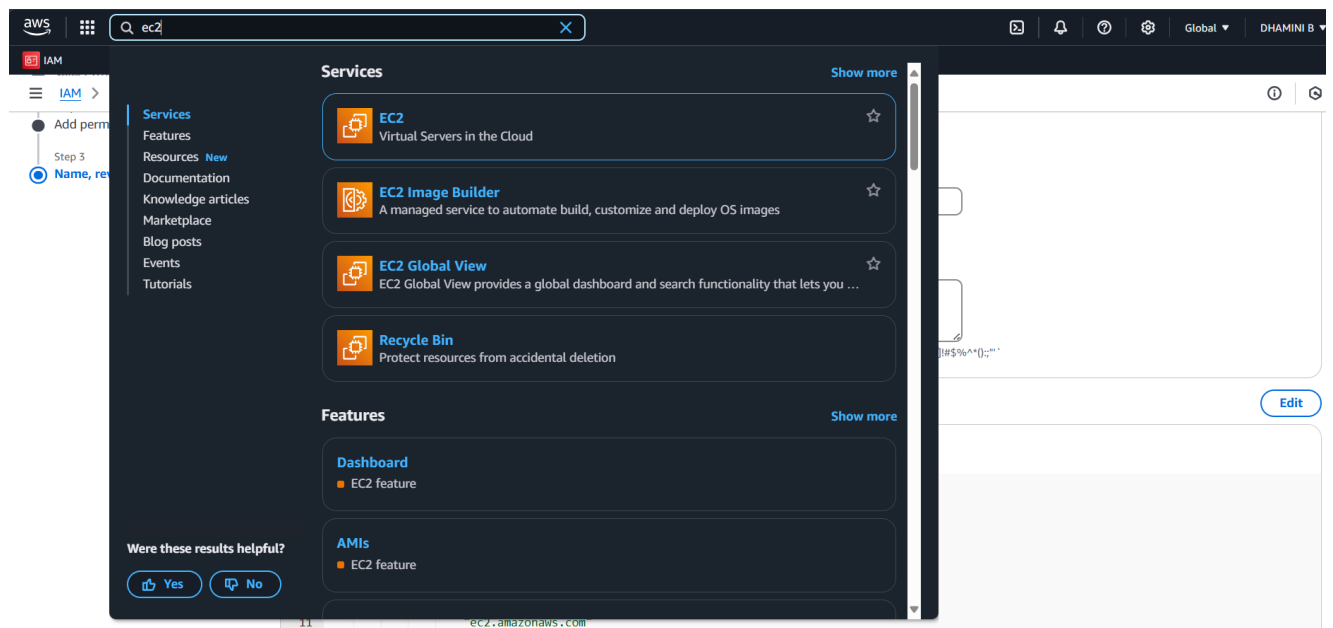 aws
ec2
Global
DHAMINI B
IAM
IAM
Add perm
Step 3
Name, rev
Services
Features
Resources New
Documentation
Knowledge articles
Marketplace
Blog posts
Events
Tutorials
Were these results helpful?
Yes
No
Services
Show more
EC2
Virtual Servers in the Cloud
EC2 Image Builder
A managed service to automate build, customize and deploy OS images
EC2 Global View
EC2 Global View provides a global dashboard and search functionality that lets you ...
Recycle Bin
Protect resources from accidental deletion
Features
Show more
Dashboard
EC2 feature
AMIs
EC2 feature
]!#$%^*();:"'`
Edit
11
"ec2.amazonaws.com"